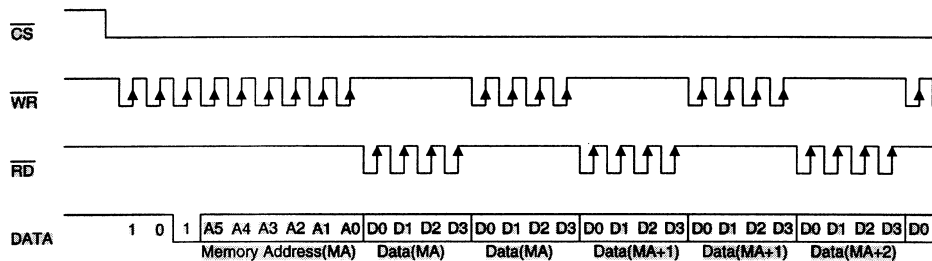 CS
WR
RD
DATA 1 0 1 A5 A4 A3 A2 A1 A0 D0 D1 D2 D3 D0 D1 D2 D3 D0 D1 D2 D3 D0 D1 D2 D3 D0 D1 D2 D3 D0
Memory Address(MA) Data(MA) Data(MA) Data(MA+1) Data(MA+1) Data(MA+2)